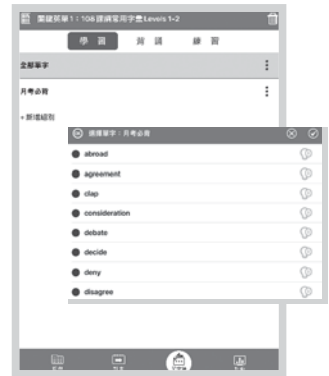 關鍵英單1:108課綱常用字表Levels 1-2
學習 背誦 練習
全部單字
月考必背
+ 新增組別
選擇單字:月考必背
abroad
agreement
clap
consideration
debate
decide
deny
disagree